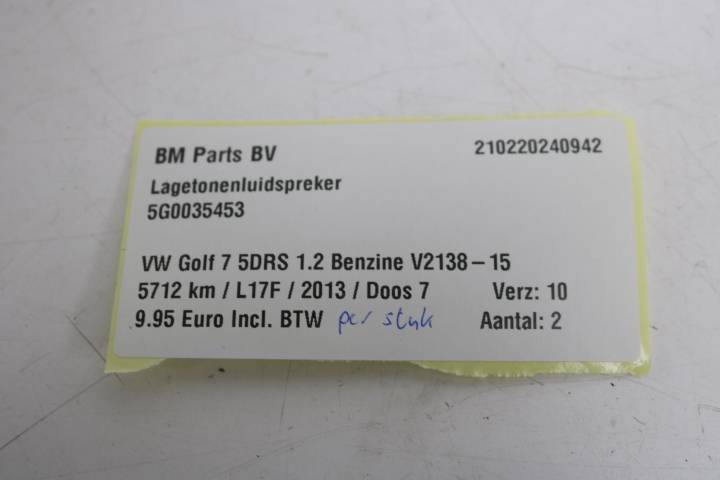 BM Parts BV 210220240942
Lagetonenluidspreker
5G0035453
VW Golf 7 5DRS 1.2 Benzine V2138-15
5712 km / L17F / 2013 / Doos 7 Verz: 10
9.95 Euro Incl. BTW per stuk Aantal: 2